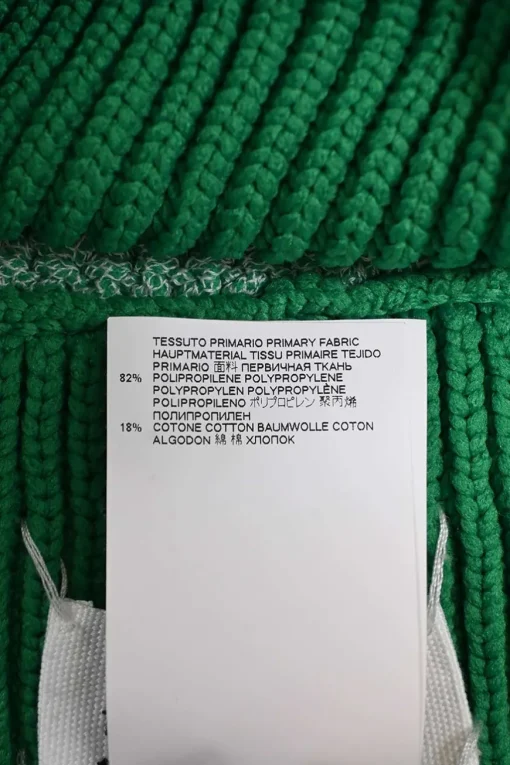 TESSUTO PRIMARIO PRIMARY FABRIC
HAUPTMATERIAL TISSU PRIMAIRE TEJIDO
PRIMARIO 面料 ПЕРВИЧНАЯ ТКАНЬ
82% POLIPROPILENE POLYPROPYLENE
POLYPROPYLEN POLYPROPYLÈNE
POLIPROPILENO ポリプロピレン 聚丙烯
ПОЛИПРОПИЛЕН
18% COTONE COTTON BAUMWOLLE COTON
ALGODON 綿 棉 ХЛОПОК